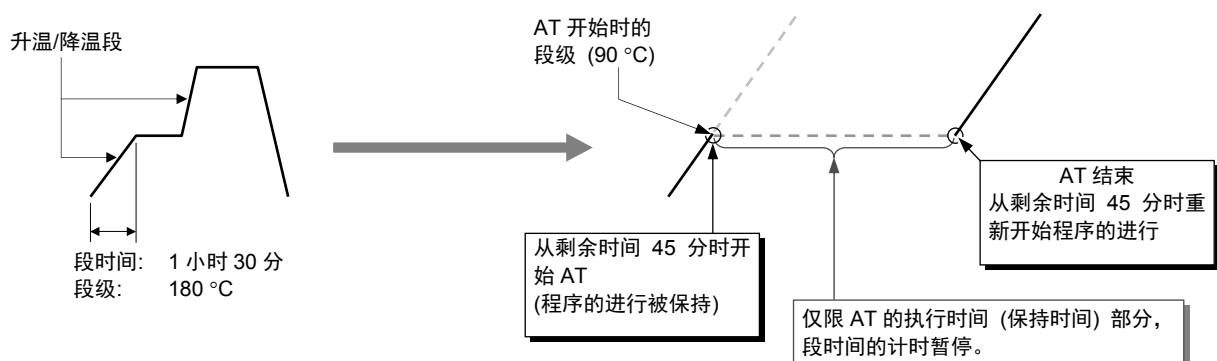 升温/降温段
段时间: 1 小时 30 分
段级: 180 °C
AT 开始时的
段级 (90 °C)
从剩余时间 45 分时开
始 AT
(程序的进行被保持)
AT 结束
从剩余时间 45 分时重
新开始程序的进行
仅限 AT 的执行时间 (保持时间) 部分，
段时间的计时暂停。